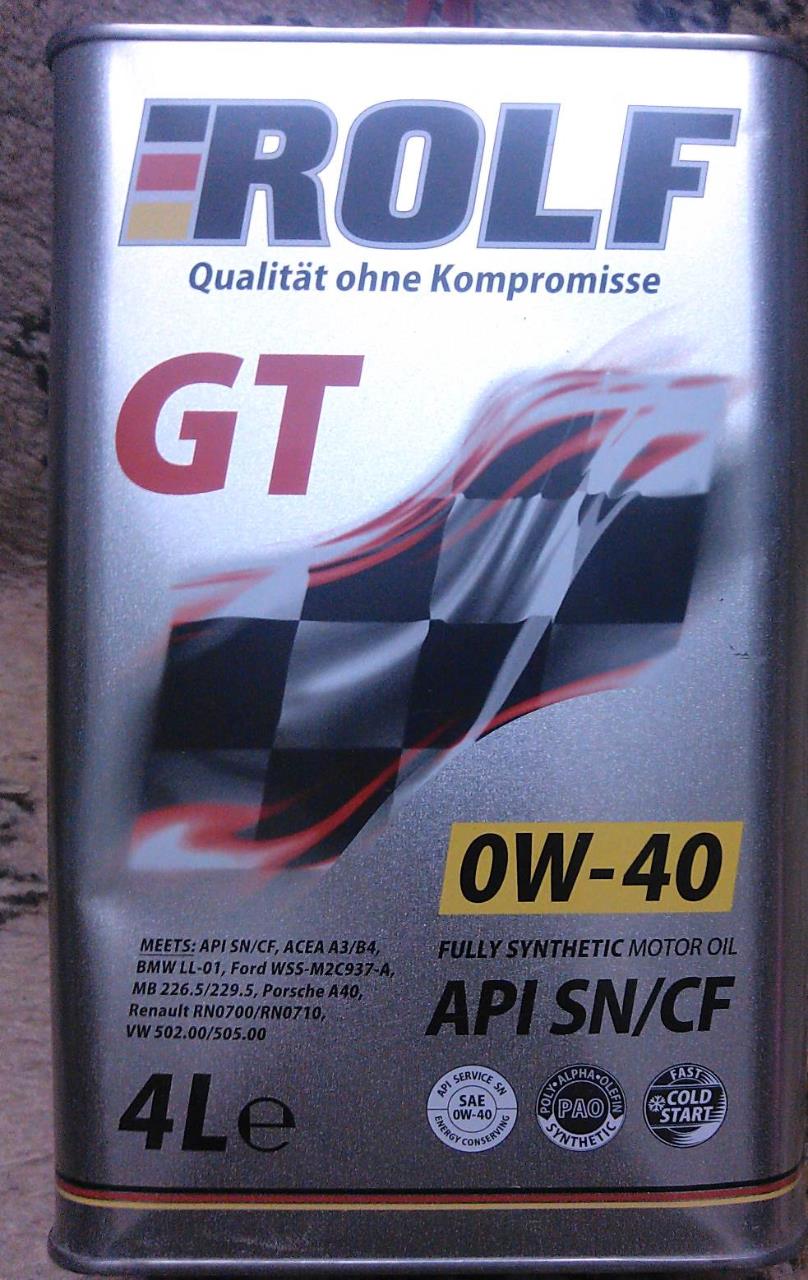 ROLF
Qualität ohne Kompromisse
GT
0W-40
FULLY SYNTHETIC MOTOR OIL
API SN/CF
MEETS: API SN/CF, ACEA A3/B4,
BMW LL-01, Ford WSS-M2C937-A,
MB 226.5/229.5, Porsche A40,
Renault RN0700/RN0710,
VW 502.00/505.00
4L e
API SERVICE SN
SAE
0W-40
ENERGY CONSERVING
POLY•ALPHA•OLEFIN
PAO
SYNTHETIC
FAST
COLD
START